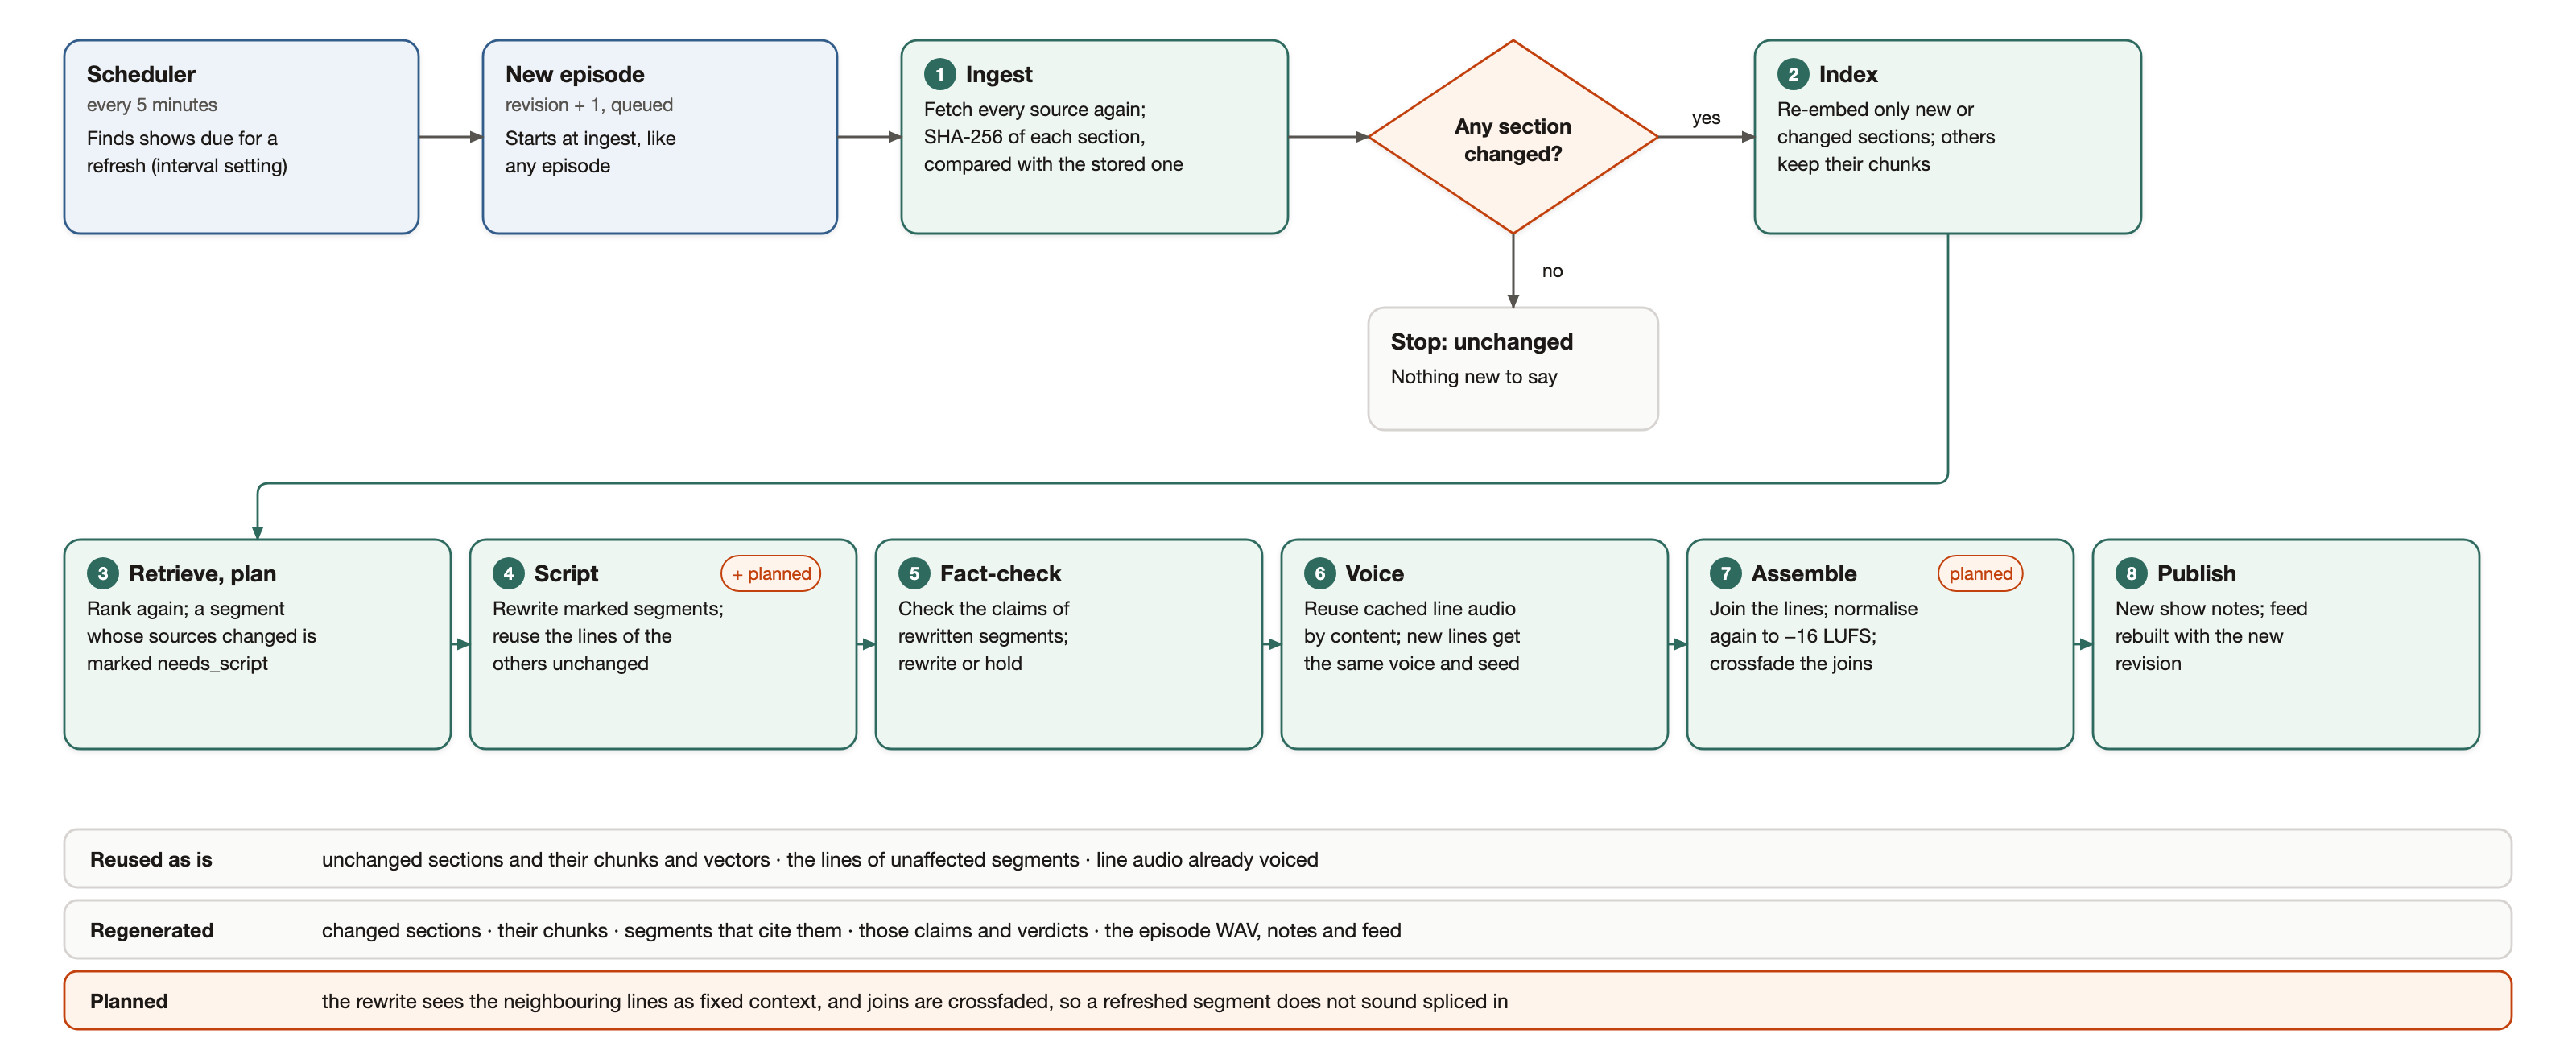 Scheduler
every 5 minutes
Finds shows due for a
refresh (interval setting)
New episode
revision + 1, queued
Starts at ingest, like
any episode
1 Ingest
Fetch every source again;
SHA-256 of each section,
compared with the stored one
Any section
changed?
yes
no
2 Index
Re-embed only new or
changed sections; others
keep their chunks
Stop: unchanged
Nothing new to say
3 Retrieve, plan
Rank again; a segment
whose sources changed is
marked needs_script
4 Script
+ planned
Rewrite marked segments;
reuse the lines of the
others unchanged
5 Fact-check
Check the claims of
rewritten segments;
rewrite or hold
6 Voice
Reuse cached line audio
by content; new lines get
the same voice and seed
7 Assemble
planned
Join the lines; normalise
again to −16 LUFS;
crossfade the joins
8 Publish
New show notes; feed
rebuilt with the new
revision
Reused as is
unchanged sections and their chunks and vectors · the lines of unaffected segments · line audio already voiced
Regenerated
changed sections · their chunks · segments that cite them · those claims and verdicts · the episode WAV, notes and feed
Planned
the rewrite sees the neighbouring lines as fixed context, and joins are crossfaded, so a refreshed segment does not sound spliced in